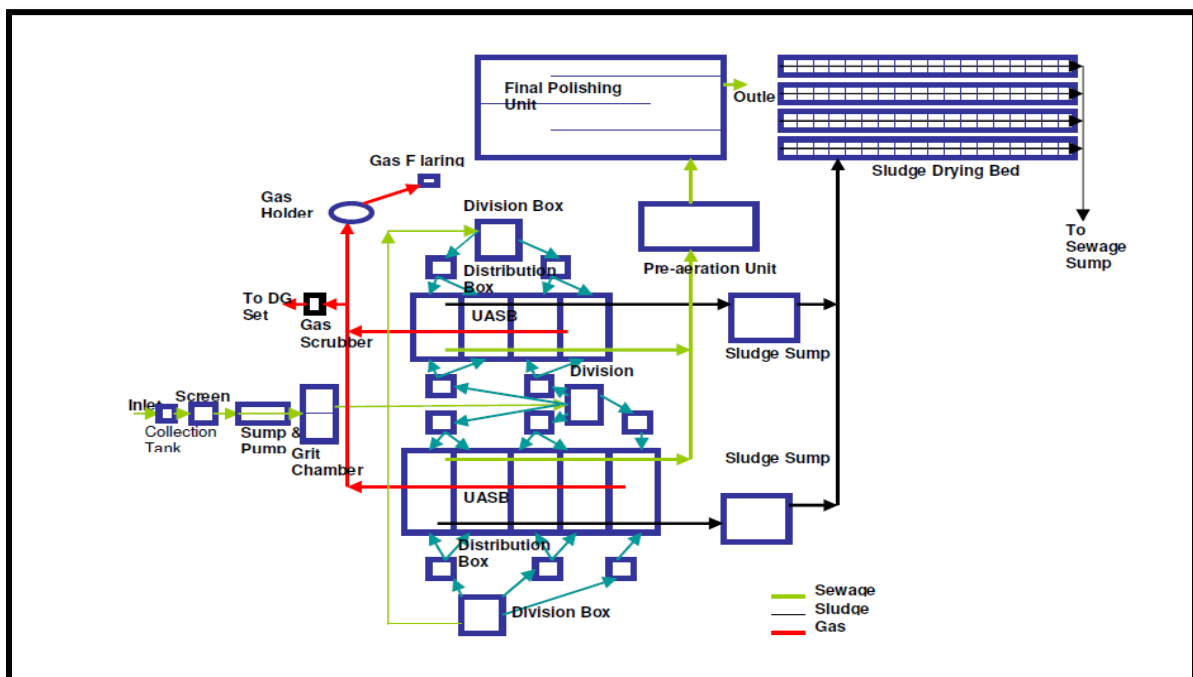 Final Polishing
Unit
Outle
Sludge Drying Bed
To
Sewage
Sump
Gas Flaring
Gas
Holder
Division Box
Distribution
Box
Pre-aeration Unit
To DG
Set
Gas
Scrubber
UASB
Sludge Sump
Division
Inlet
Screen
Collection
Tank
Sump &
Pump
Grit
Chamber
Sludge Sump
UASB
Distribution
Box
Division Box
Sewage
Sludge
Gas